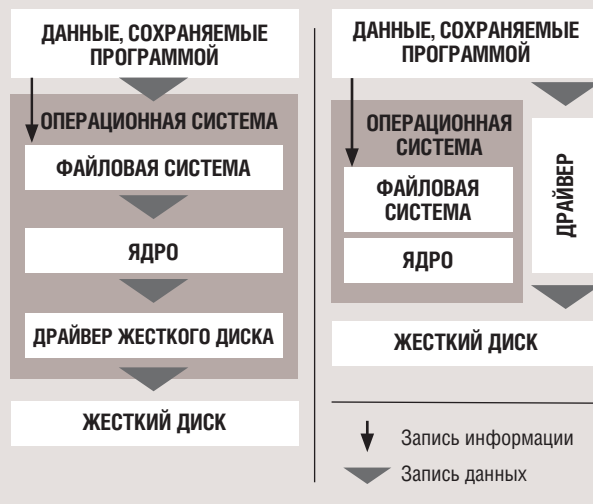 ДАННЫЕ, СОХРАНЯЕМЫЕ
ПРОГРАММОЙ
ОПЕРАЦИОННАЯ СИСТЕМА
ФАЙЛОВАЯ СИСТЕМА
ЯДРО
ДРАЙВЕР ЖЕСТКОГО ДИСКА
ЖЕСТКИЙ ДИСК
ДАННЫЕ, СОХРАНЯЕМЫЕ
ПРОГРАММОЙ
ОПЕРАЦИОННАЯ
СИСТЕМА
ФАЙЛОВАЯ
СИСТЕМА
ЯДРО
ДРАЙВЕР
ЖЕСТКИЙ ДИСК
Запись информации
Запись данных